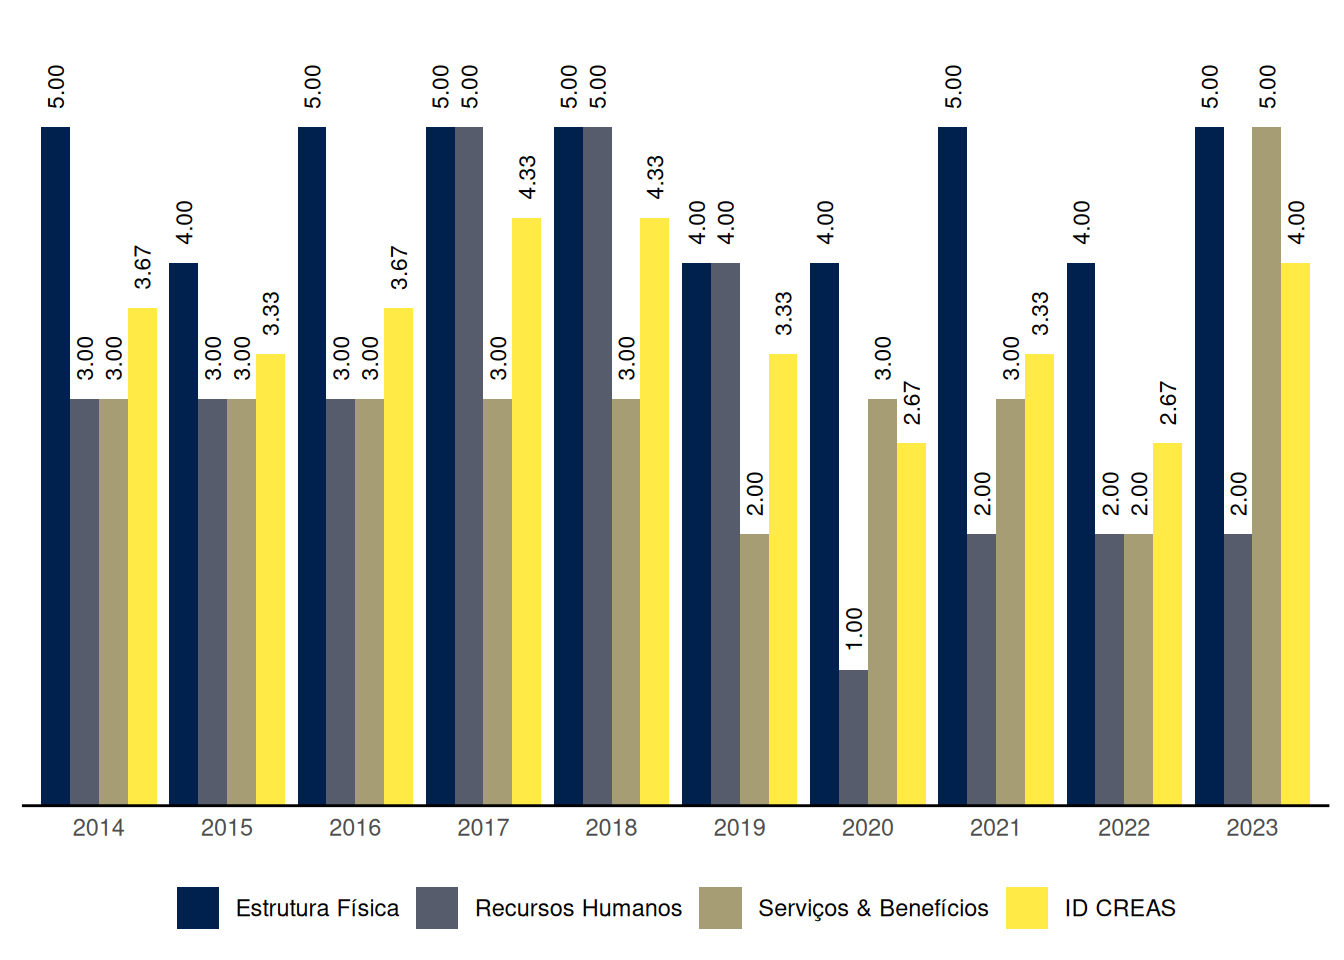 5.00 3.00 3.00 3.67
4.00 3.00 3.00 3.33
5.00 3.00 3.00 3.67
5.00 5.00 3.00 4.33
5.00 5.00 3.00 4.33
4.00 4.00 2.00 3.33
4.00 1.00 3.00 2.67
5.00 2.00 3.00 3.33
4.00 2.00 2.00 2.67
5.00 2.00 5.00 4.00
2014 2015 2016 2017 2018 2019 2020 2021 2022 2023
Estrutura Física Recursos Humanos Serviços & Benefícios ID CREAS